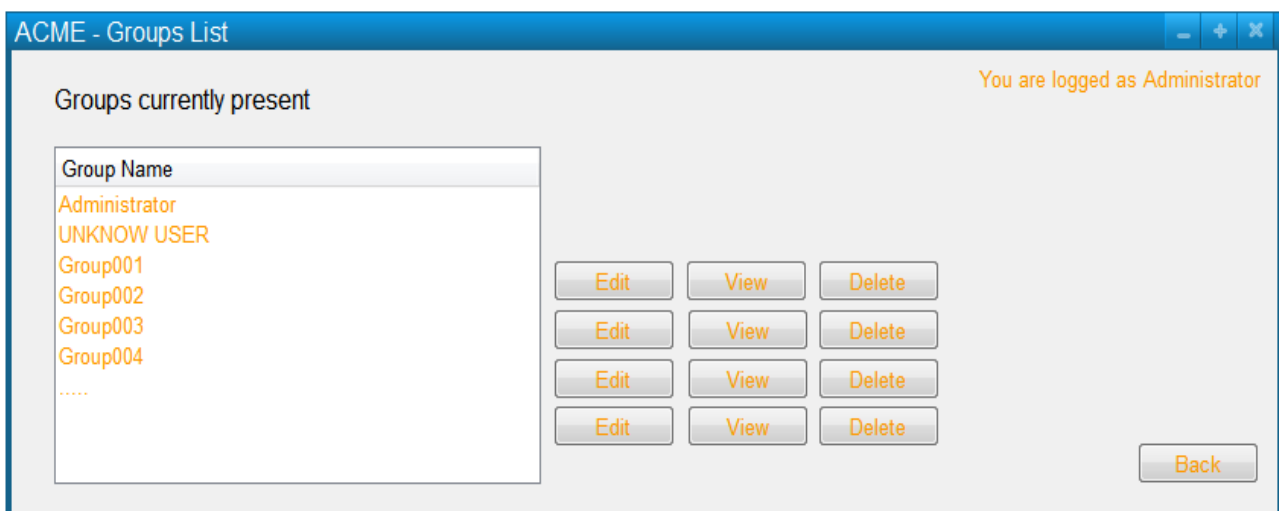 ACME - Groups List
You are logged as Administrator
Groups currently present
Group Name
Administrator
UNKNOW USER
Group001
Group002
Group003
Group004
.....
Edit View Delete
Edit View Delete
Edit View Delete
Edit View Delete
Back